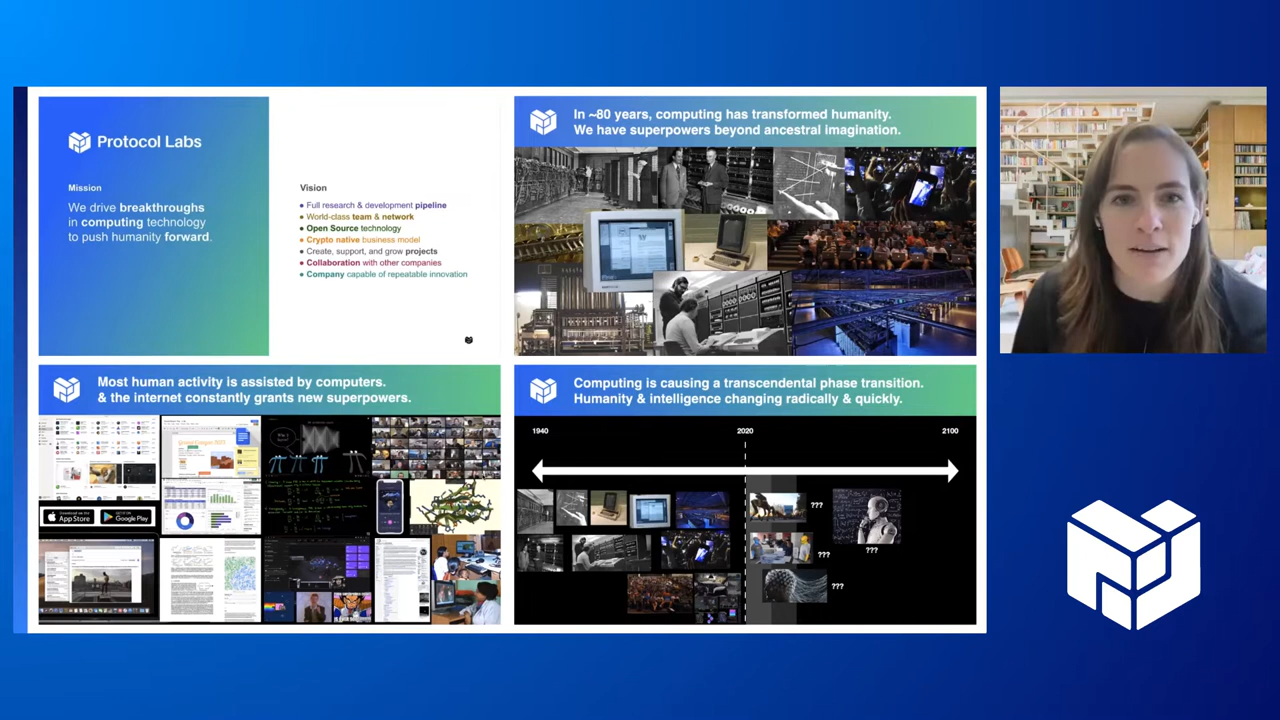 Protocol Labs
Mission
We drive breakthroughs
in computing technology
to push humanity forward.
Vision
Full research & development pipeline
World-class team & network
Open Source technology
Crypto native business model
Create, support, and grow projects
Collaboration with other companies
Company capable of repeatable innovation
In ~80 years, computing has transformed humanity.
We have superpowers beyond ancestral imagination.
Most human activity is assisted by computers.
& the internet constantly grants new superpowers.
App Store
Google Play
Computing is causing a transcendental phase transition.
Humanity & intelligence changing radically & quickly.
1940
2020
2100
???
???
???
???